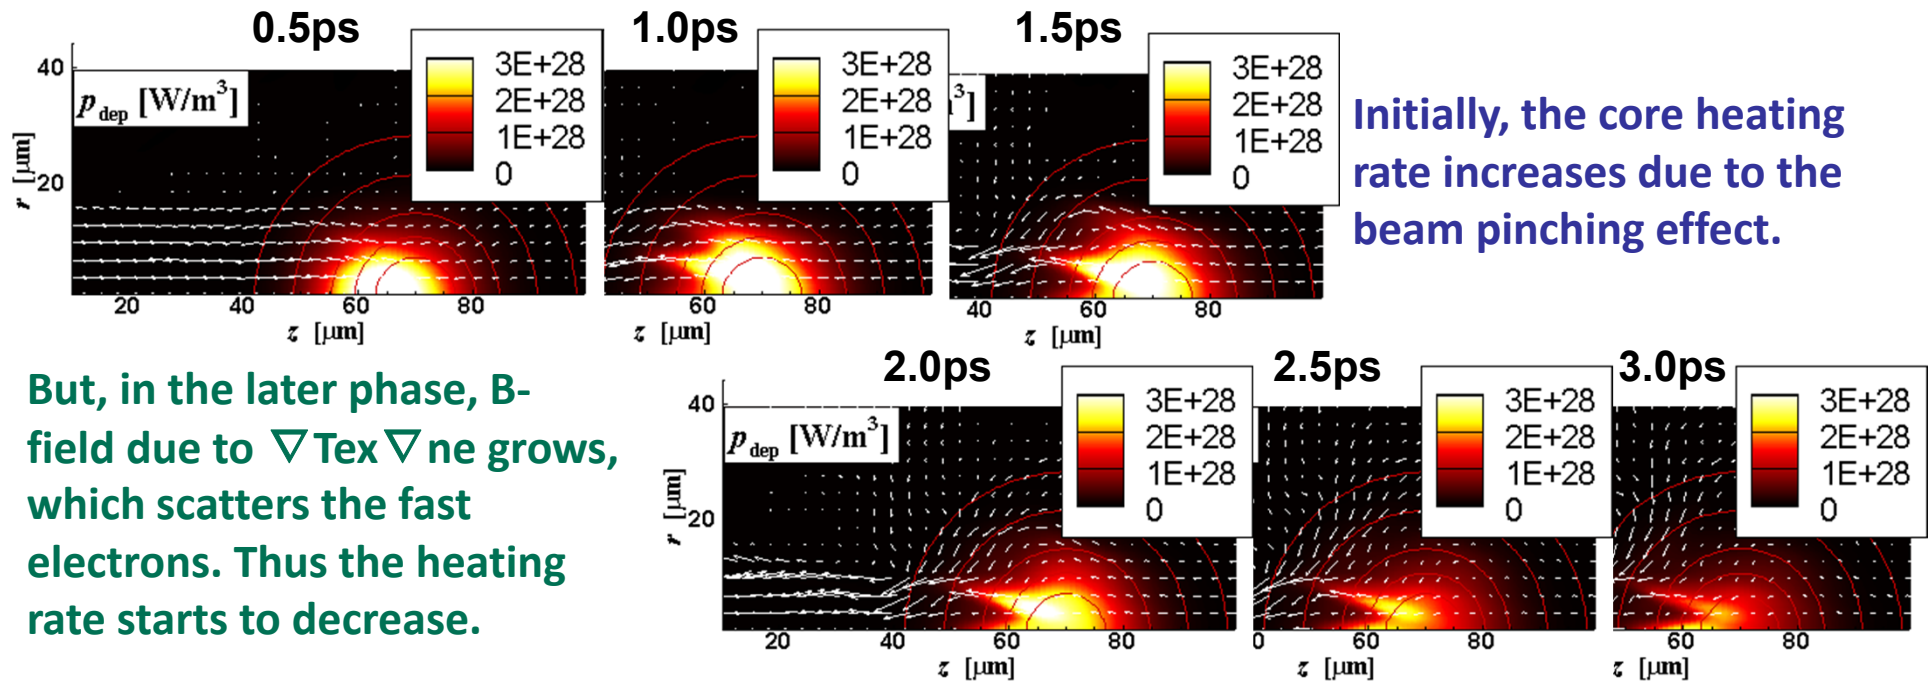 0.5ps
1.0ps
1.5ps
40
20
r [μm]
p_dep [W/m³]
3E+28
2E+28
1E+28
0
3E+28
2E+28
1E+28
0
³]
3E+28
2E+28
1E+28
0
20
40
60
80
z [μm]
60
80
z [μm]
40
60
80
z [μm]
Initially, the core heating
rate increases due to the
beam pinching effect.
But, in the later phase, B-
field due to ▽Tex▽ne grows,
which scatters the fast
electrons. Thus the heating
rate starts to decrease.
2.0ps
2.5ps
3.0ps
40
20
r [μm]
p_dep [W/m³]
3E+28
2E+28
1E+28
0
3E+28
2E+28
1E+28
0
3E+28
2E+28
1E+28
0
20
40
60
80
z [μm]
0
60
80
z [μm]
60
80
z [μm]